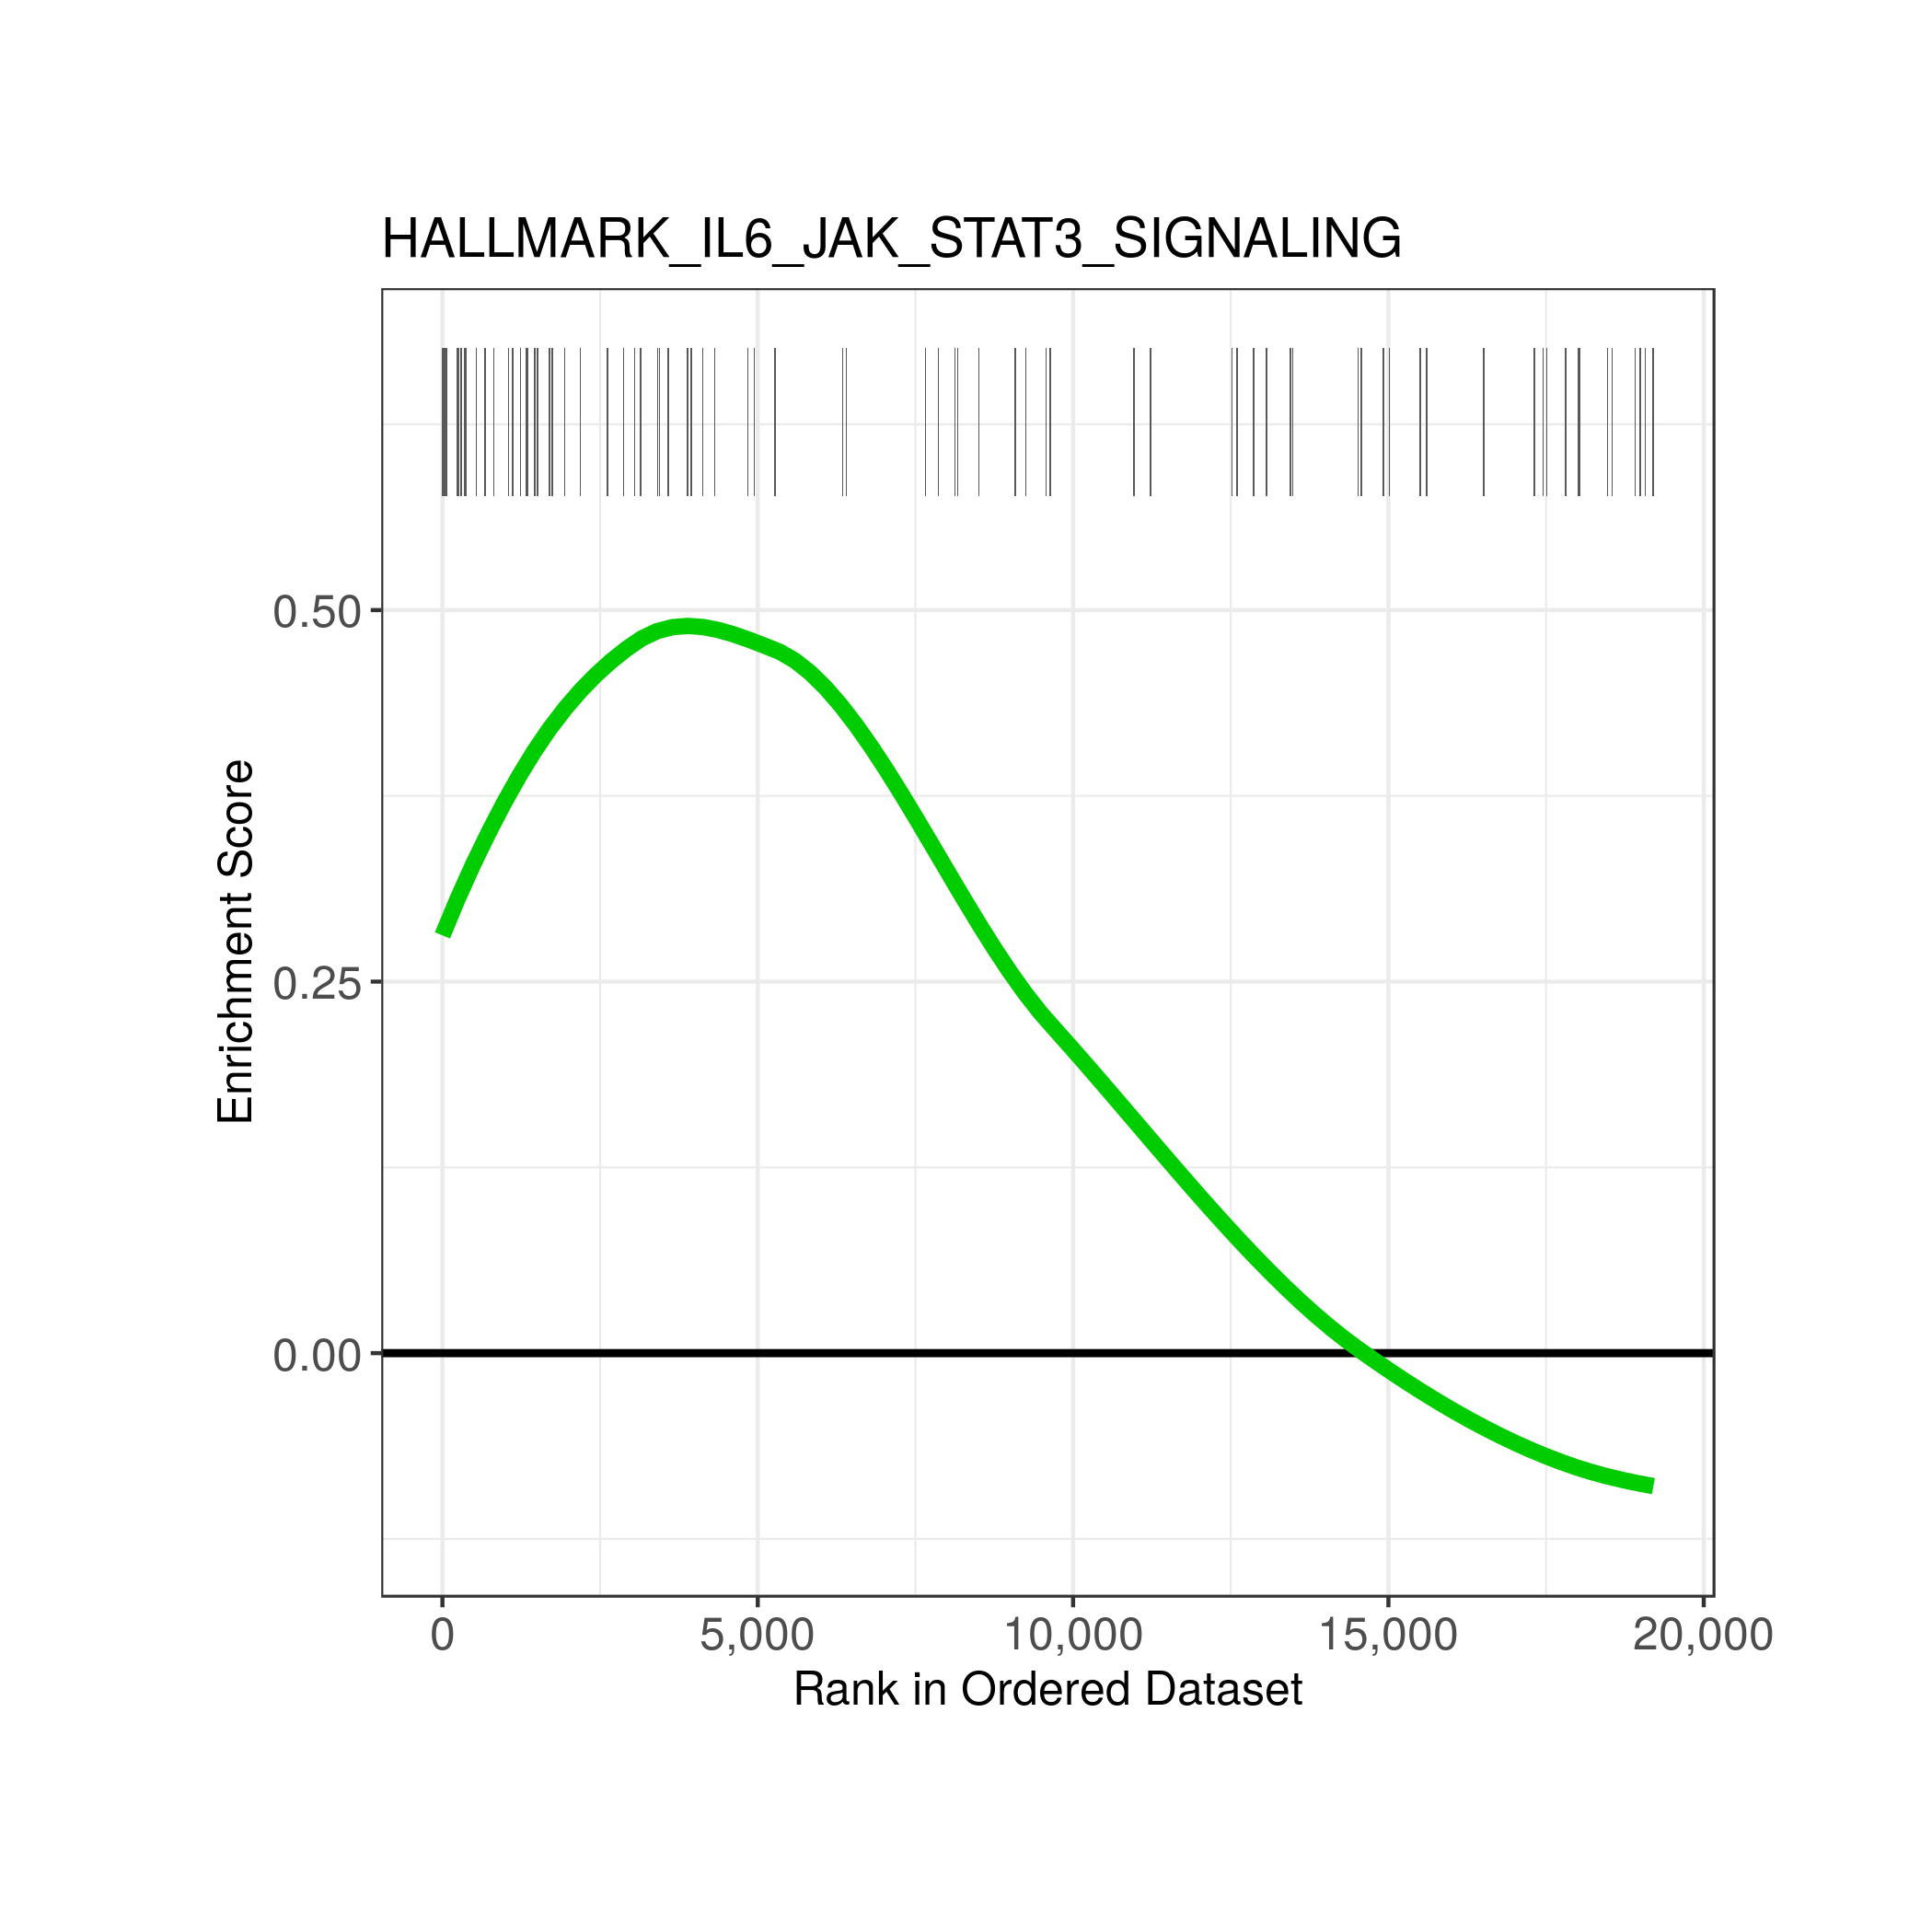 HALLMARK_IL6_JAK_STAT3_SIGNALING
Enrichment Score
0.50
0.25
0.00
0 5,000 10,000 15,000 20,000
Rank in Ordered Dataset